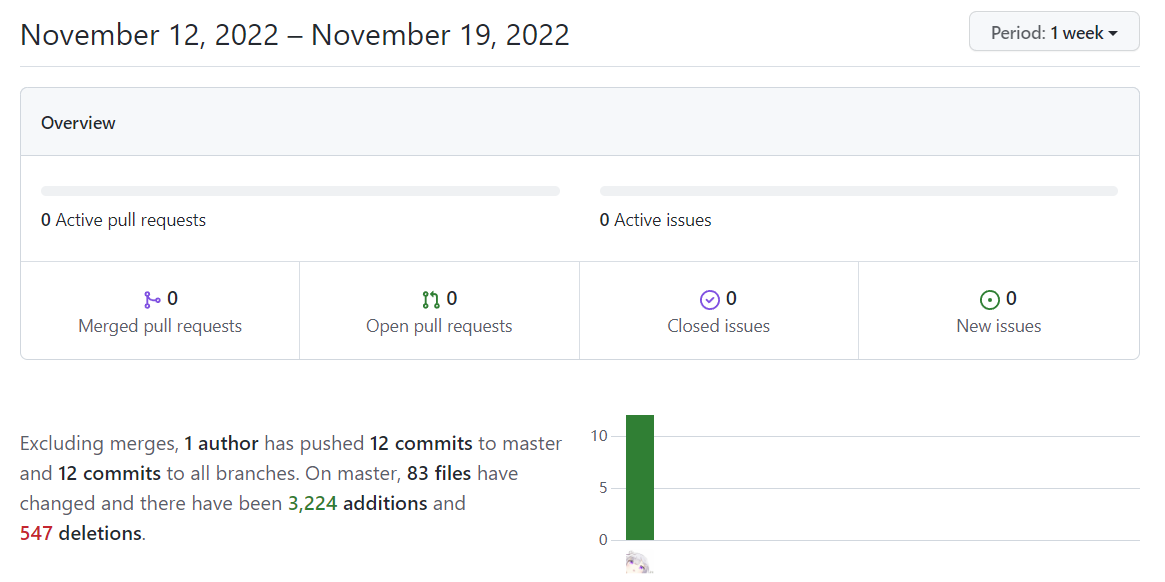 November 12, 2022 – November 19, 2022
Period: 1 week
Overview
0 Active pull requests
0 Active issues
0
Merged pull requests
0
Open pull requests
0
Closed issues
0
New issues
Excluding merges, 1 author has pushed 12 commits to master
and 12 commits to all branches. On master, 83 files have
changed and there have been 3,224 additions and
547 deletions.
10
5
0